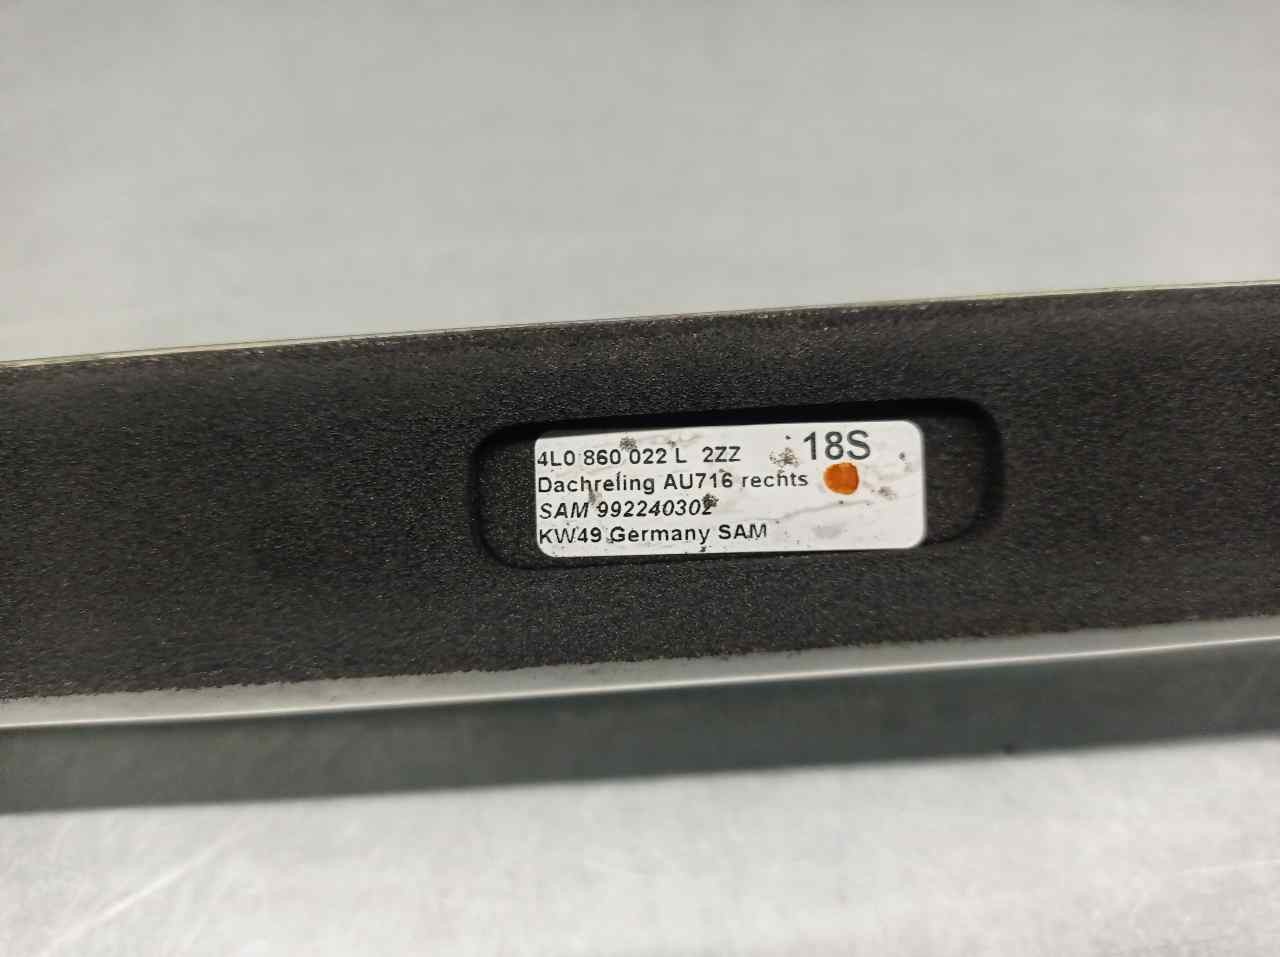 4L0 860 022 L 2ZZ 18S
Dachreling AU716 rechts
SAM 992240302
KW49 Germany SAM